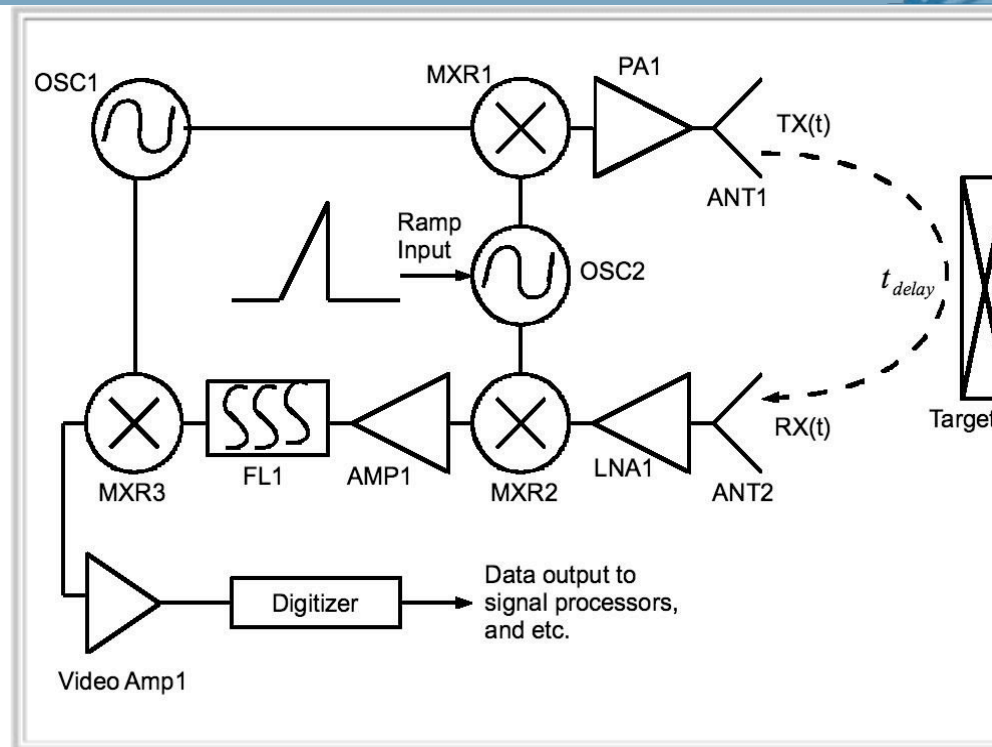 OSC1
MXR1
PA1
TX(t)
ANT1
Ramp
Input
OSC2
t delay
Target
RX(t)
MXR3
FL1
AMP1
MXR2
LNA1
ANT2
Digitizer
Data output to
signal processors,
and etc.
Video Amp1